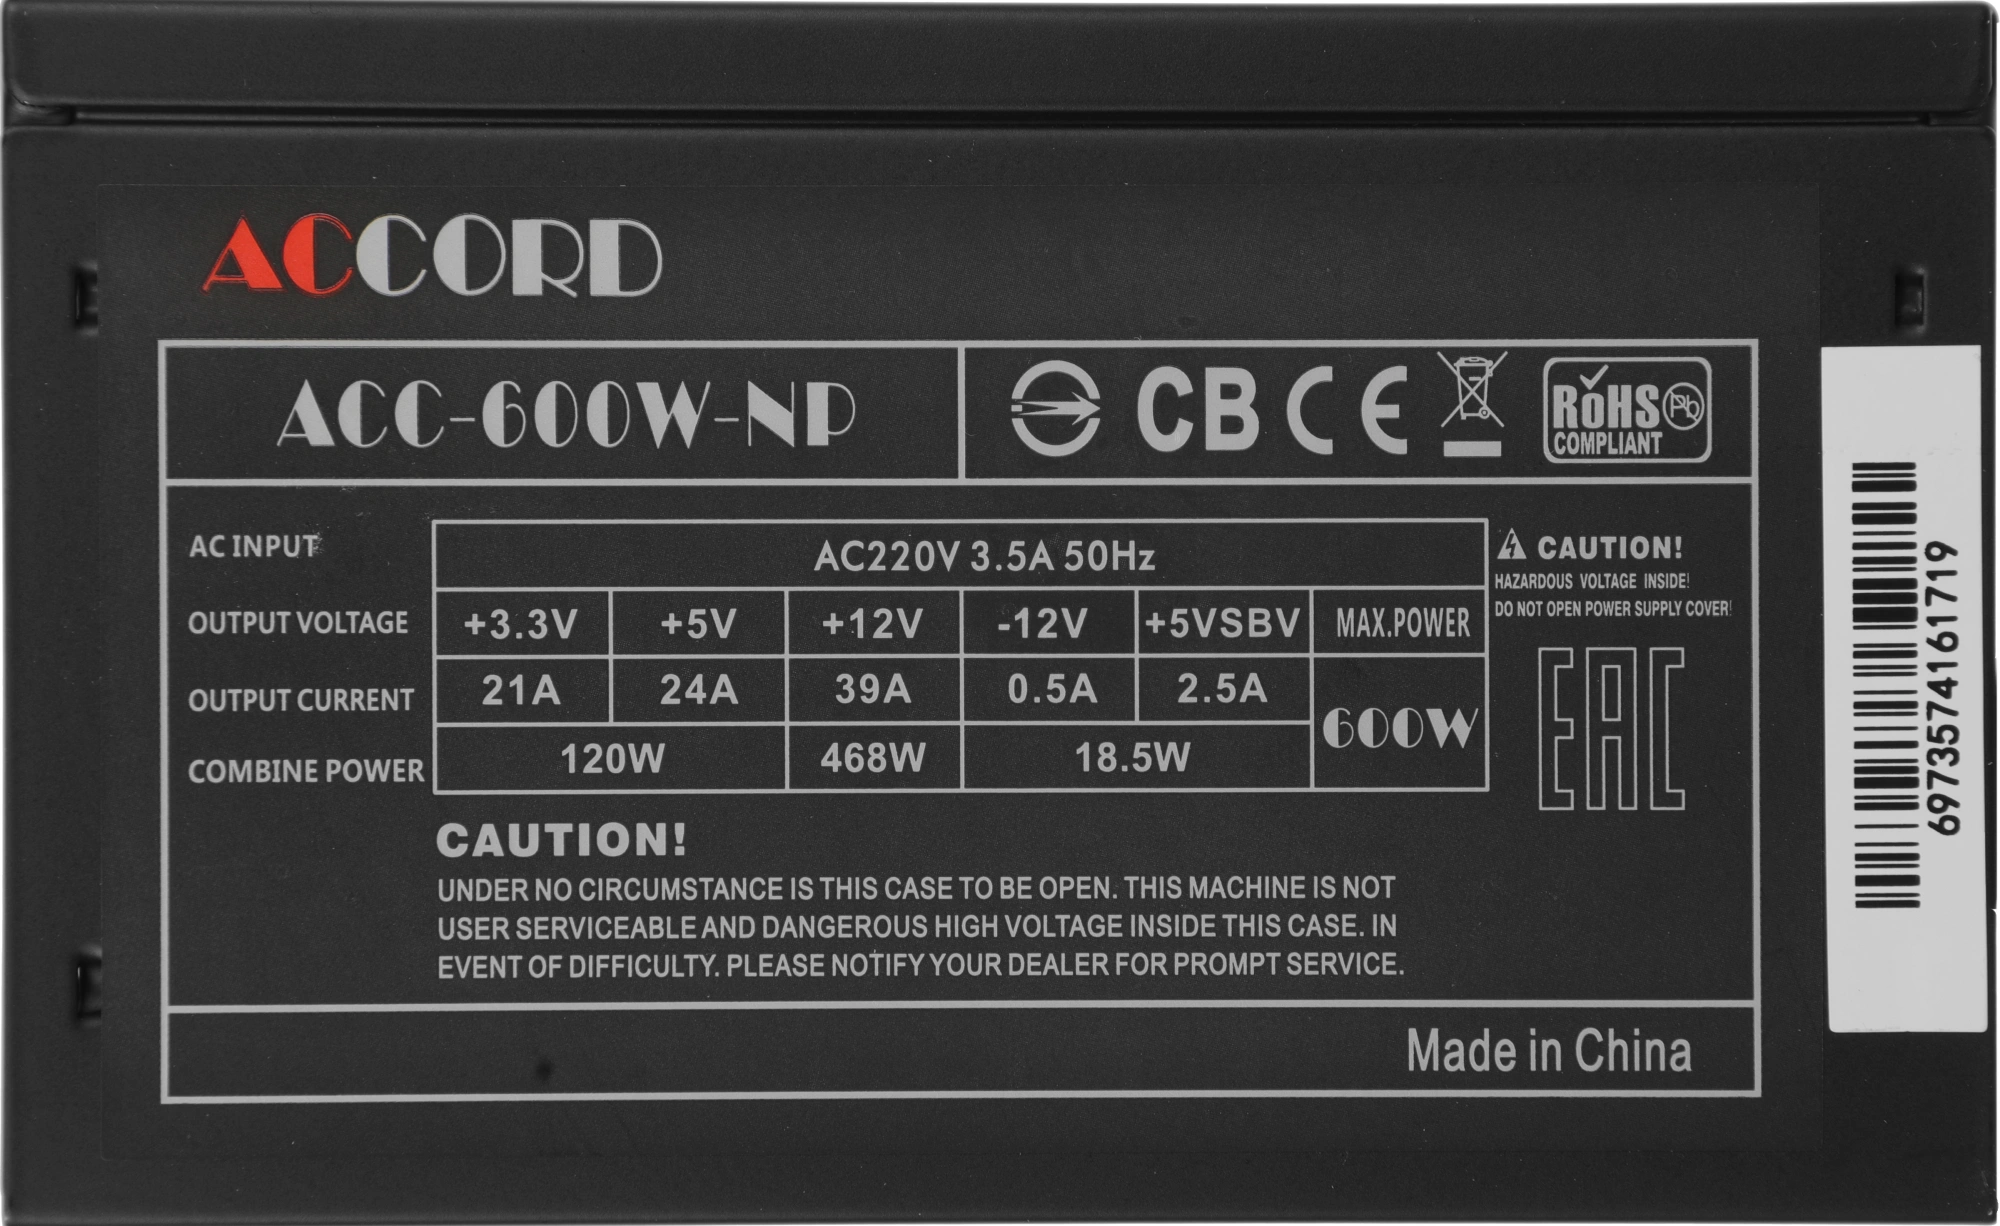 ACCORD
ACC-600W-NP
CB CE
RoHS Pb
COMPLIANT
AC INPUT AC220V 3.5A 50Hz
OUTPUT VOLTAGE +3.3V +5V +12V -12V +5VSBV MAX.POWER
OUTPUT CURRENT 21A 24A 39A 0.5A 2.5A 600W
COMBINE POWER 120W 468W 18.5W
CAUTION!
HAZARDOUS VOLTAGE INSIDE!
DO NOT OPEN POWER SUPPLY COVER!
EAC
CAUTION!
UNDER NO CIRCUMSTANCE IS THIS CASE TO BE OPEN. THIS MACHINE IS NOT
USER SERVICEABLE AND DANGEROUS HIGH VOLTAGE INSIDE THIS CASE. IN
EVENT OF DIFFICULTY. PLEASE NOTIFY YOUR DEALER FOR PROMPT SERVICE.
Made in China
6973574161719